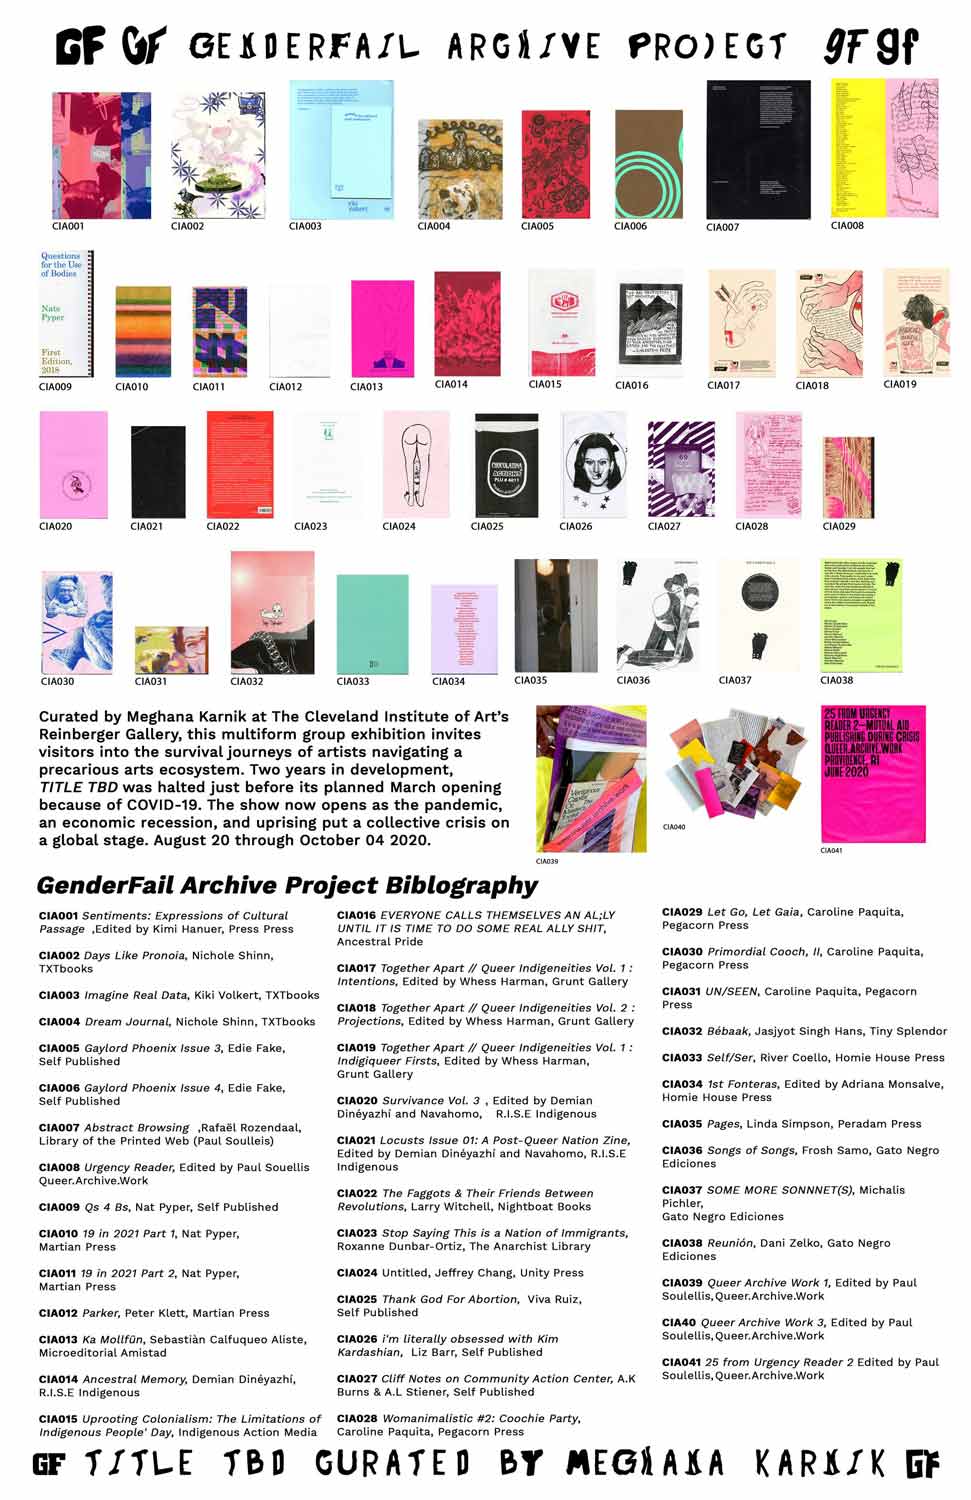 GF GF GENDERFAIL ARCHIVE PROJECT gF gf
CIA001
CIA002
CIA003
CIA004
CIA005
CIA006
CIA007
CIA008
Questions
for the Use
of Bodies
Nate
Pyper
First
Edition,
2018
CIA009
CIA010
CIA011
CIA012
CIA013
CIA014
CIA015
CIA016
CIA017
CIA018
CIA019
CIA020
CIA021
CIA022
CIA023
CIA024
CIRCULATING
ACTIONS
PLU # 4011
CIA025
CIA026
CIA027
CIA028
CIA029
CIA030
CIA031
CIA032
CIA033
CIA034
CIA035
CIA036
CIA037
CIA038
Curated by Meghana Karnik at The Cleveland Institute of Art's
Reinberger Gallery, this multiform group exhibition invites
visitors into the survival journeys of artists navigating a
precarious arts ecosystem. Two years in development,
TITLE TBD was halted just before its planned March opening
because of COVID-19. The show now opens as the pandemic,
an economic recession, and uprising put a collective crisis on
a global stage. August 20 through October 04 2020.
CIA039
CIA040
25 FROM URGENCY
READER 2—MUTUAL AID
PUBLISHING DURING CRISIS
QUEER.ARCHIVE.WORK
PROVIDENCE, RI
JUNE 2020
CIA041
GenderFail Archive Project Biblography
CIA001 Sentiments: Expressions of Cultural
Passage ,Edited by Kimi Hanuer, Press Press
CIA002 Days Like Pronoia, Nichole Shinn,
TXTbooks
CIA003 Imagine Real Data, Kiki Volkert, TXTbooks
CIA004 Dream Journal, Nichole Shinn, TXTbooks
CIA005 Gaylord Phoenix Issue 3, Edie Fake,
Self Published
CIA006 Gaylord Phoenix Issue 4, Edie Fake,
Self Published
CIA007 Abstract Browsing ,Rafaël Rozendaal,
Library of the Printed Web (Paul Soulleis)
CIA008 Urgency Reader, Edited by Paul Souellis
Queer.Archive.Work
CIA009 Qs 4 Bs, Nat Pyper, Self Published
CIA010 19 in 2021 Part 1, Nat Pyper,
Martian Press
CIA011 19 in 2021 Part 2, Nat Pyper,
Martian Press
CIA012 Parker, Peter Klett, Martian Press
CIA013 Ka Mollfün, Sebastiàn Calfuqueo Aliste,
Microeditorial Amistad
CIA014 Ancestral Memory, Demian Dinéyazhí,
R.I.S.E Indigenous
CIA015 Uprooting Colonialism: The Limitations of
Indigenous People' Day, Indigenous Action Media
CIA016 EVERYONE CALLS THEMSELVES AN AL;LY
UNTIL IT IS TIME TO DO SOME REAL ALLY SHIT,
Ancestral Pride
CIA017 Together Apart // Queer Indigeneities Vol. 1 :
Intentions, Edited by Whess Harman, Grunt Gallery
CIA018 Together Apart // Queer Indigeneities Vol. 2 :
Projections, Edited by Whess Harman, Grunt Gallery
CIA019 Together Apart // Queer Indigeneities Vol. 1 :
Indigiqueer Firsts, Edited by Whess Harman,
Grunt Gallery
CIA020 Survivance Vol. 3 , Edited by Demian
Dinéyazhí and Navahomo, R.I.S.E Indigenous
CIA021 Locusts Issue 01: A Post-Queer Nation Zine,
Edited by Demian Dinéyazhí and Navahomo, R.I.S.E
Indigenous
CIA022 The Faggots & Their Friends Between
Revolutions, Larry Witchell, Nightboat Books
CIA023 Stop Saying This is a Nation of Immigrants,
Roxanne Dunbar-Ortiz, The Anarchist Library
CIA024 Untitled, Jeffrey Chang, Unity Press
CIA025 Thank God For Abortion, Viva Ruiz,
Self Published
CIA026 i'm literally obsessed with Kim
Kardashian, Liz Barr, Self Published
CIA027 Cliff Notes on Community Action Center, A.K
Burns & A.L Stiener, Self Published
CIA028 Womanimalistic #2: Coochie Party,
Caroline Paquita, Pegacorn Press
CIA029 Let Go, Let Gaia, Caroline Paquita,
Pegacorn Press
CIA030 Primordial Cooch, II, Caroline Paquita,
Pegacorn Press
CIA031 UN/SEEN, Caroline Paquita, Pegacorn
Press
CIA032 Bébaak, Jasjyot Singh Hans, Tiny Splendor
CIA033 Self/Ser, River Coello, Homie House Press
CIA034 1st Fonteras, Edited by Adriana Monsalve,
Homie House Press
CIA035 Pages, Linda Simpson, Peradam Press
CIA036 Songs of Songs, Frosh Samo, Gato Negro
Ediciones
CIA037 SOME MORE SONNNET(S), Michalis
Pichler,
Gato Negro Ediciones
CIA038 Reunión, Dani Zelko, Gato Negro
Ediciones
CIA039 Queer Archive Work 1, Edited by Paul
Soulellis,Queer.Archive.Work
CIA40 Queer Archive Work 3, Edited by Paul
Soulellis,Queer.Archive.Work
CIA041 25 from Urgency Reader 2 Edited by Paul
Soulellis,Queer.Archive.Work
GF TITLE TBD CURATED BY MEGHANA KARNIK GF